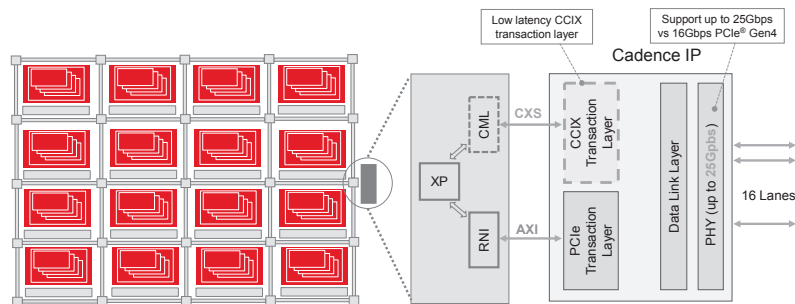 Low latency CCIX
transaction layer
Support up to 25Gbps
vs 16Gbps PCIe® Gen4
Cadence IP
CML
CXS
CCIX
Transaction
Layer
XP
RNI
AXI
PCIe
Transaction
Layer
Data Link Layer
PHY (up to 25Gpbs)
16 Lanes